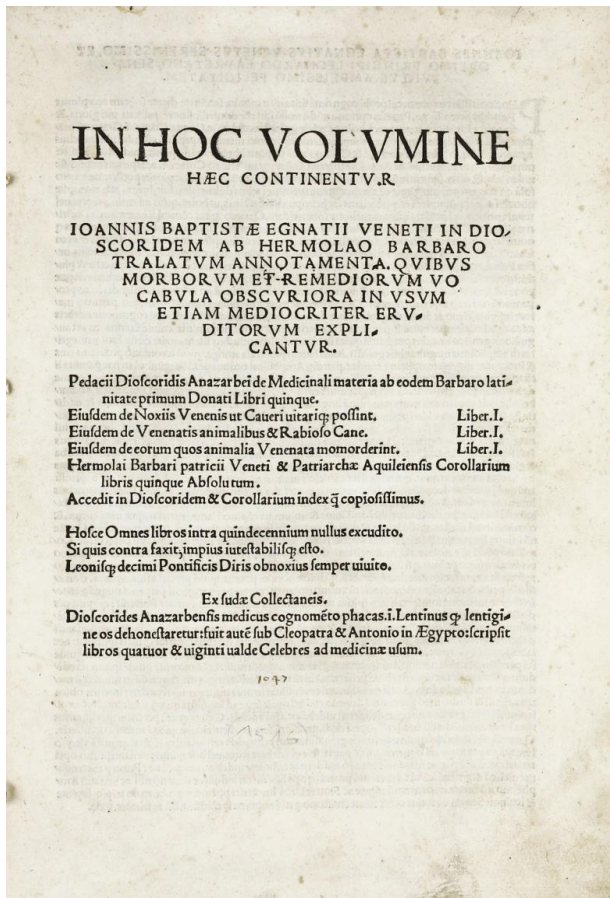 IN HOC VOLVMINE
HÆC CONTINENTV.R
IOANNIS BAPTISTÆ EGNATII VENETI IN DIO-
SCORIDEM AB HERMOLAO BARBARO
TRALATVM ANNOTAMENTA. QVIBVS
MORBORVM ET REMEDIORVM VO
CABVLA OBSCVRIORA IN VSVM
ETIAM MEDIOCRITER ERV-
DITORVM EXPLI-
CANTVR.
Pedacii Dioſcoridis Anazarbei de Medicinali materia ab eodem Barbaro lati-
nitate primum Donati Libri quinque.
Eiuſdem de Noxiis Venenis ut Caueri uitariq; poſſint. Liber.I.
Eiuſdem de Venenatis animalibus & Rabioſo Cane. Liber.I.
Eiuſdem de eorum quos animalia Venenata momorderint. Liber.I.
Hermolai Barbari patricii Veneti & Patriarchæ Aquileienſis Corollarium
libris quinque Abſolutum.
Accedit in Dioſcoridem & Corollarium index q̃ copioſiſſimus.
Hoſce Omnes libros intra quindecennium nullus excudito.
Si quis contra faxit, impius iuteſtabiliſq; eſto.
Leoniſq; decimi Pontificis Diris obnoxius ſemper uiuito.
Ex ſudæ Collectaneis.
Dioſcorides Anazarbenſis medicus cognomēto phacas.i.Lentinus q; lentigi-
ne os dehoneſtaretur:fuit autē ſub Cleopatra & Antonio in Ægypto:ſcripſit
libros quatuor & uiginti ualde Celebres ad medicinæ uſum.
(1516)